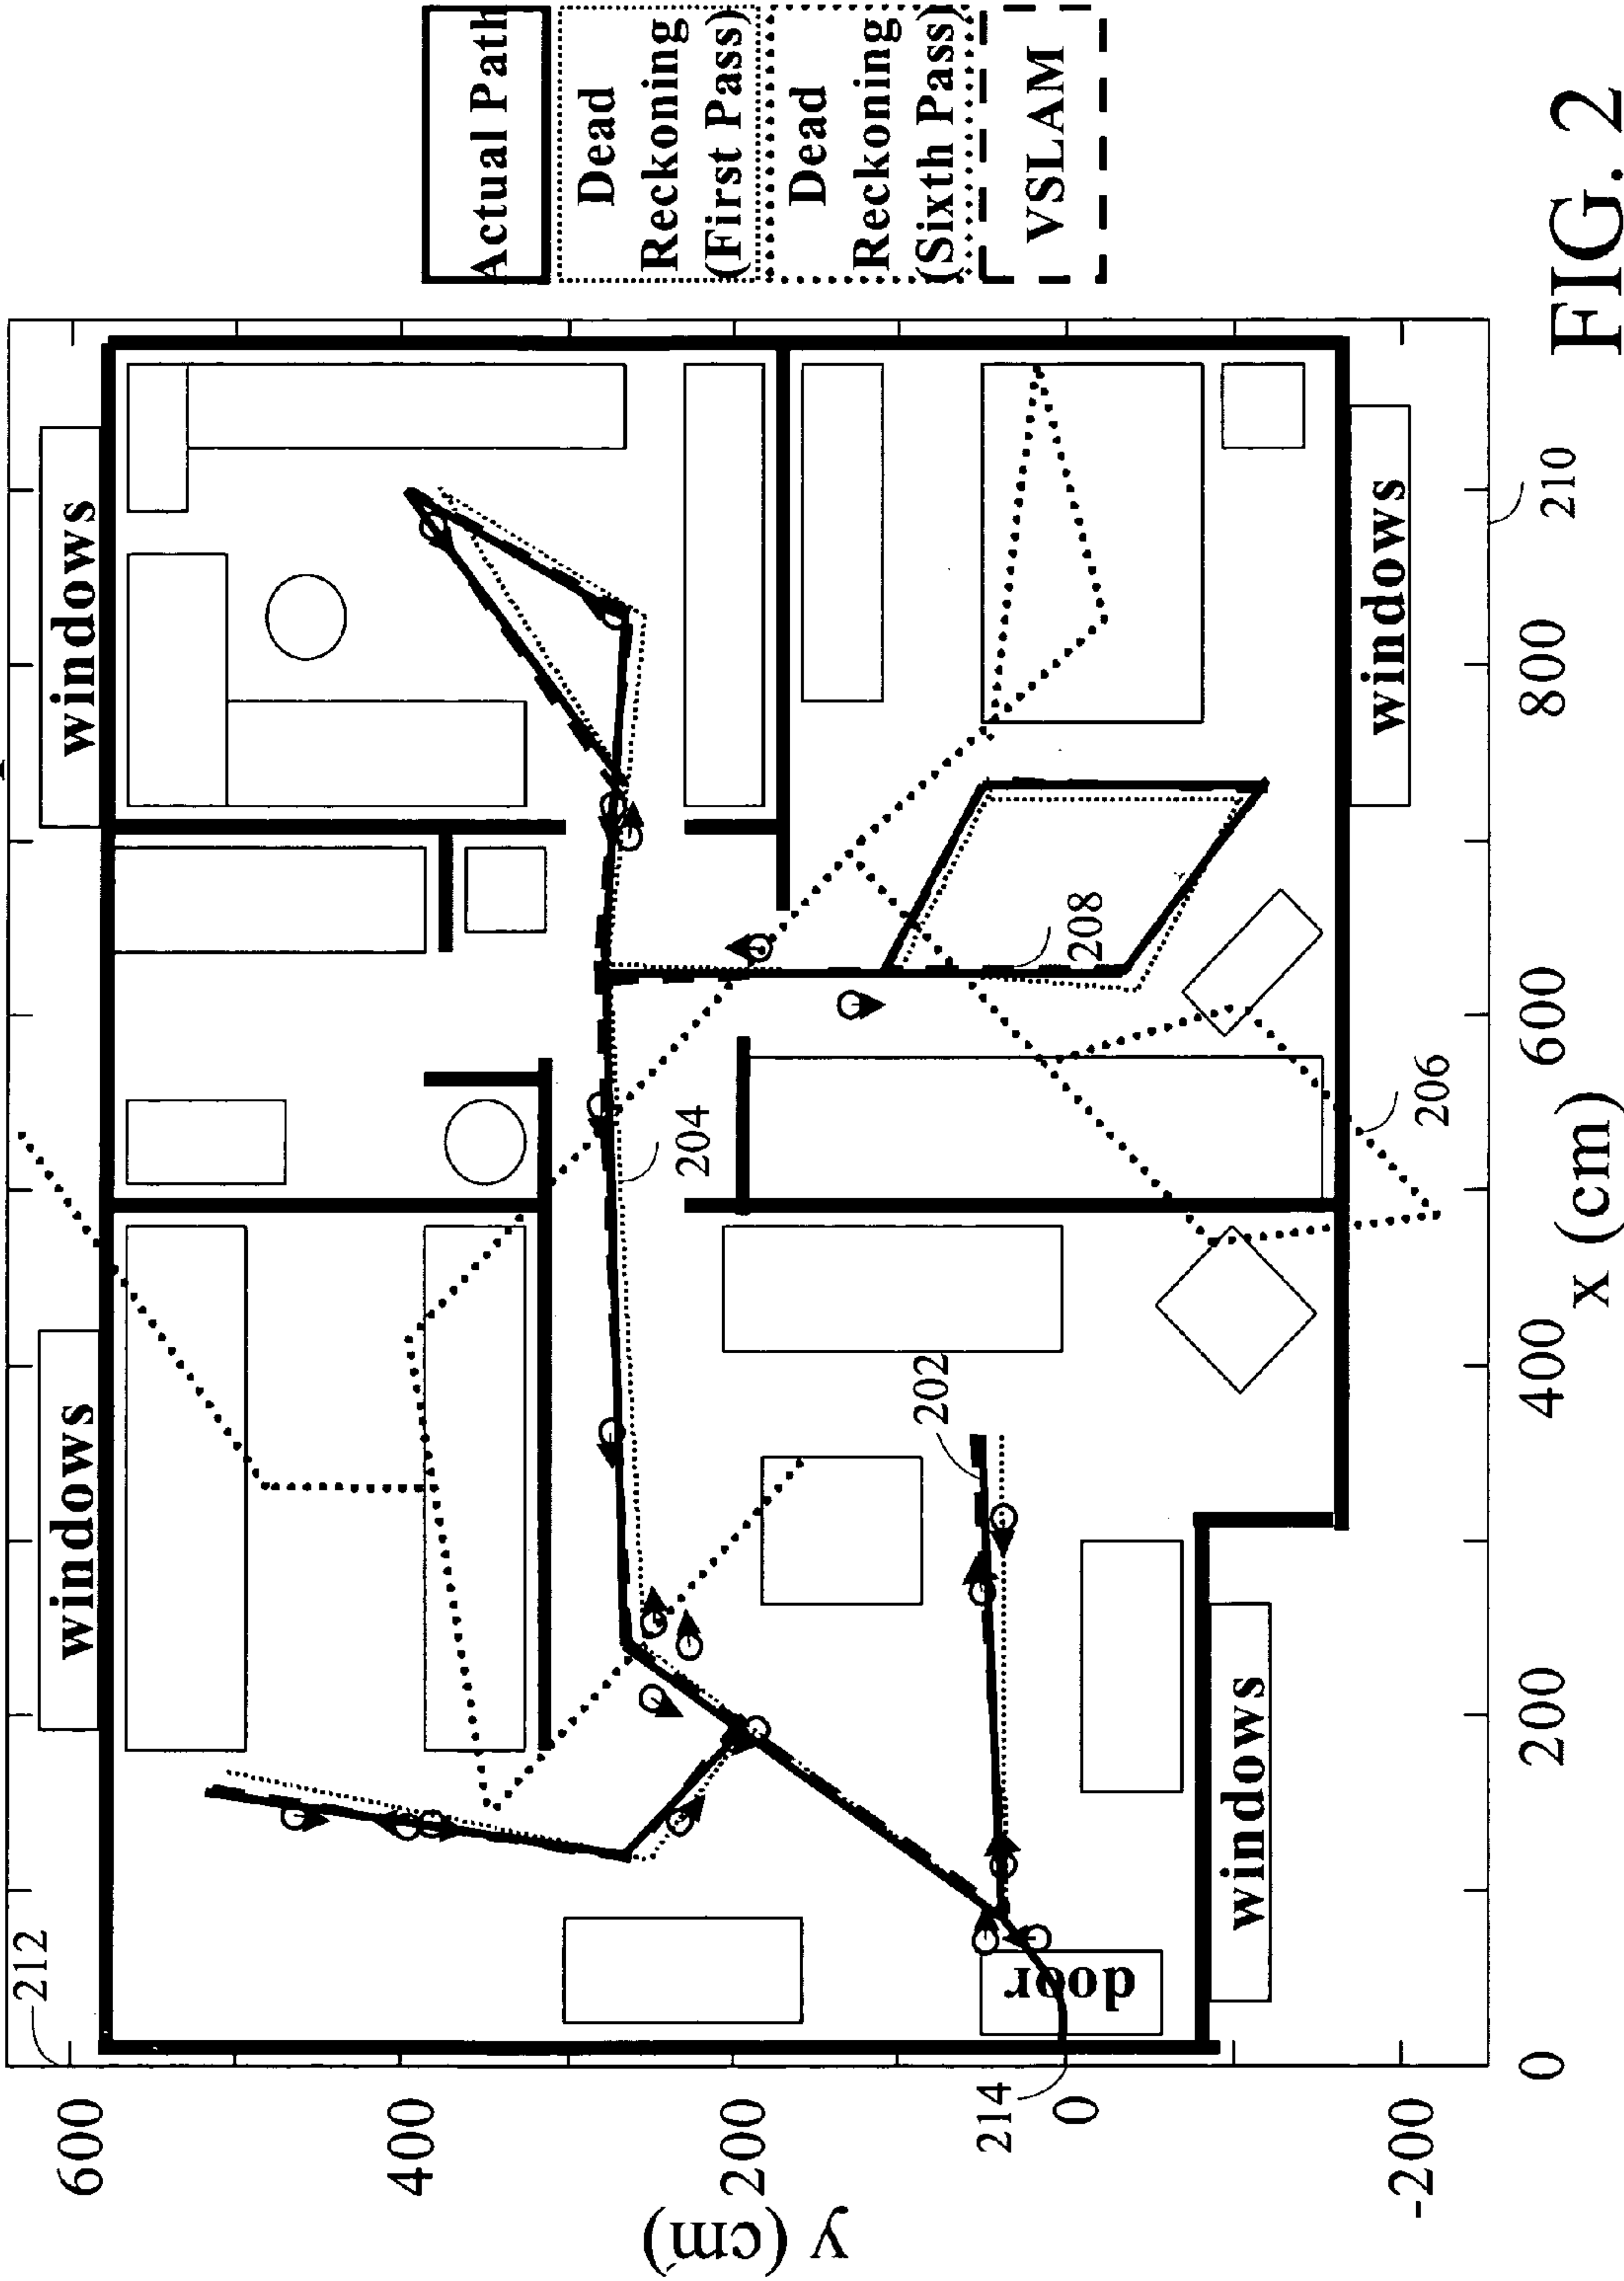 Actual Path
Dead
Reckoning
(First Pass)
Dead
Reckoning
(Sixth Pass)
VSLAM
212
windows
windows
600
400
200
0
-200
y (cm)
204
202
208
214
door
windows
windows
206
210
0
200
400
600
800
x (cm)
FIG. 2